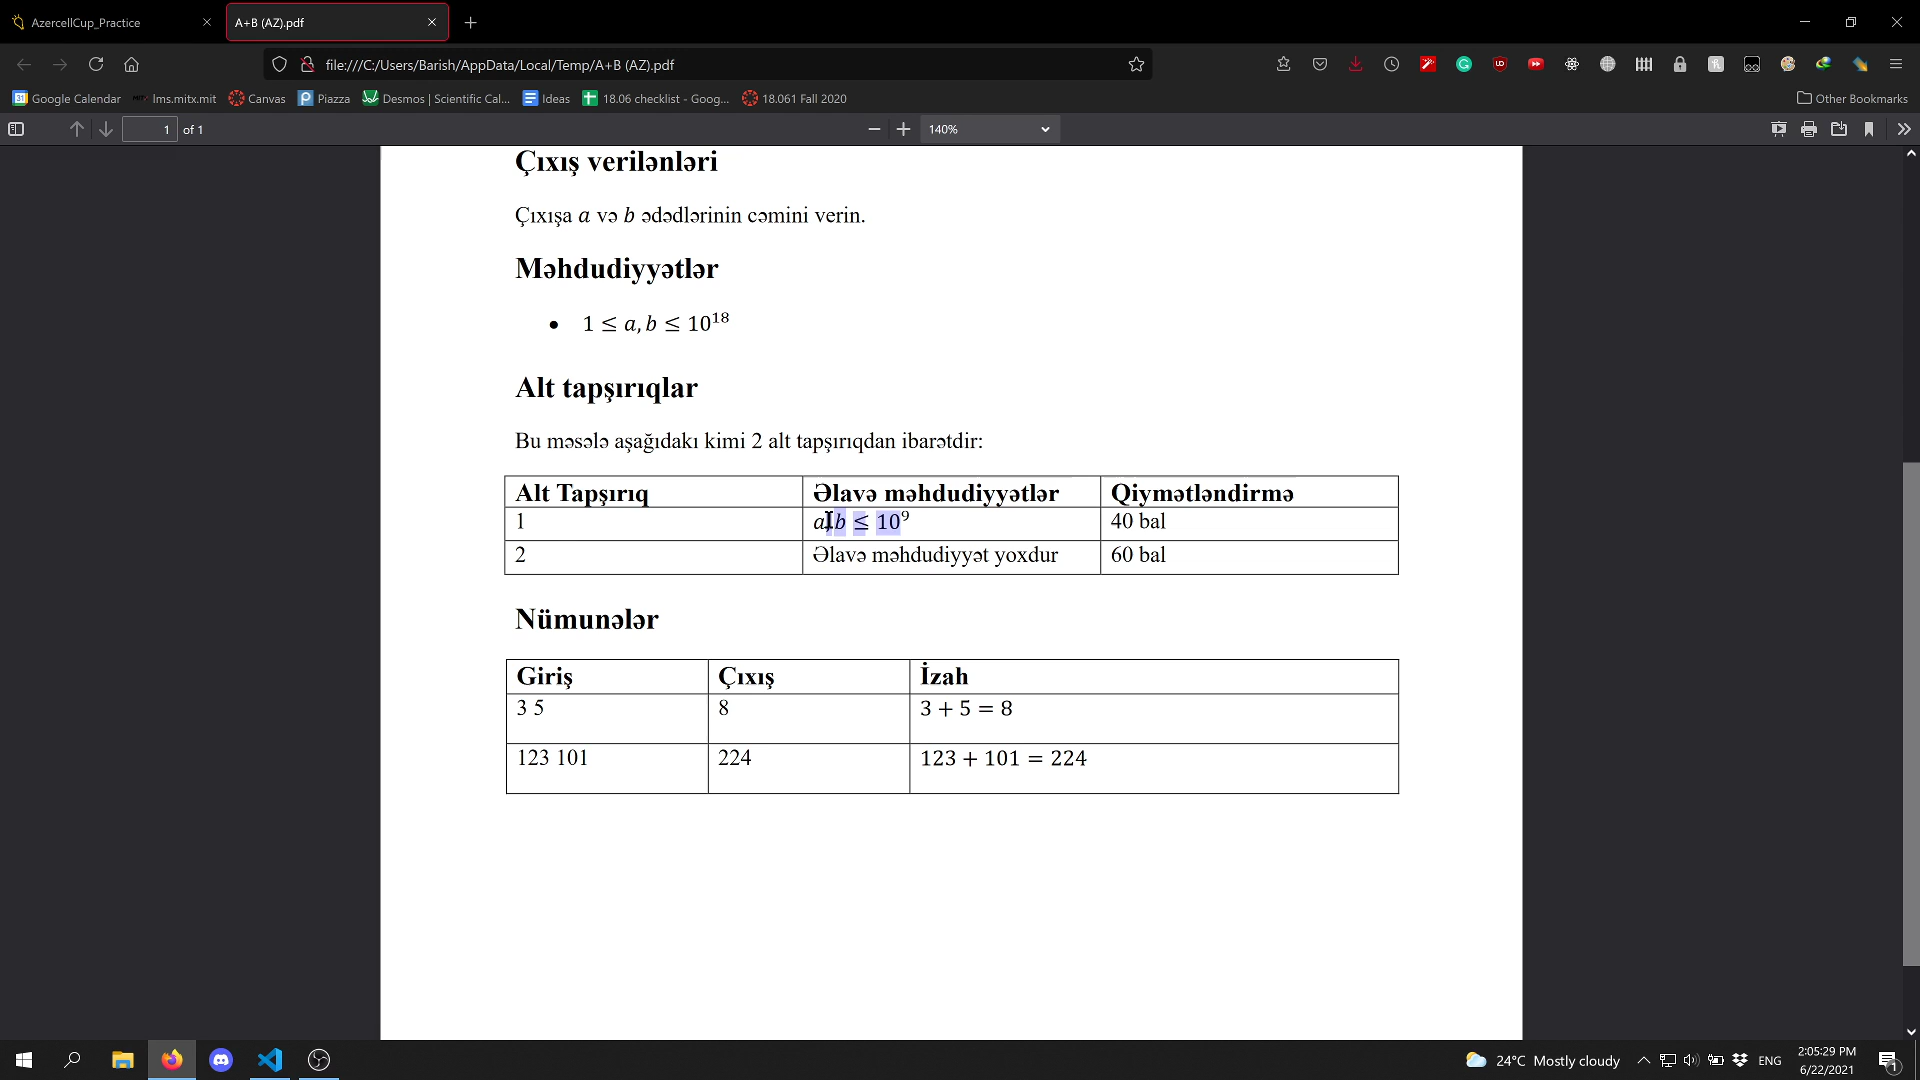 AzercellCup_Practice
A+B (AZ).pdf
file:///C:/Users/Barish/AppData/Local/Temp/A+B (AZ).pdf
Google Calendar
lms.mitx.mit
Canvas
Piazza
Desmos | Scientific Cal...
Ideas
18.06 checklist - Goog...
18.061 Fall 2020
Other Bookmarks
1 of 1
140%
Çıxış verilənləri
Çıxışa a və b ədədlərinin cəmini verin.
Məhdudiyyətlər
• 1 ≤ a, b ≤ 10¹⁸
Alt tapşırıqlar
Bu məsələ aşağıdakı kimi 2 alt tapşırıqdan ibarətdir:
Alt Tapşırıq Əlavə məhdudiyyətlər Qiymətləndirmə
1 a, b ≤ 10⁹ 40 bal
2 Əlavə məhdudiyyət yoxdur 60 bal
Nümunələr
Giriş Çıxış İzah
3 5 8 3 + 5 = 8
123 101 224 123 + 101 = 224
24°C Mostly cloudy
ENG
2:05:29 PM
6/22/2021
1